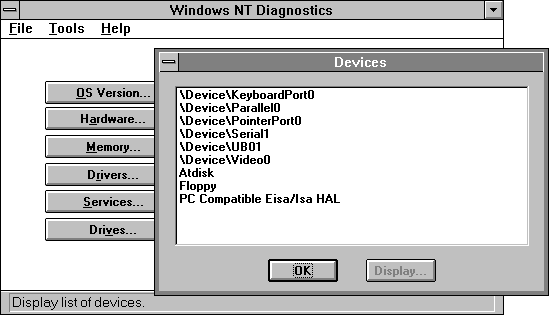 Windows NT Diagnostics
File Tools Help
OS Version...
Hardware...
Memory...
Drivers...
Services...
Drives...
Devices
\Device\KeyboardPort0
\Device\Parallel0
\Device\PointerPort0
\Device\Serial1
\Device\UB01
\Device\Video0
Atdisk
Floppy
PC Compatible Eisa/Isa HAL
OK Display...
Display list of devices.